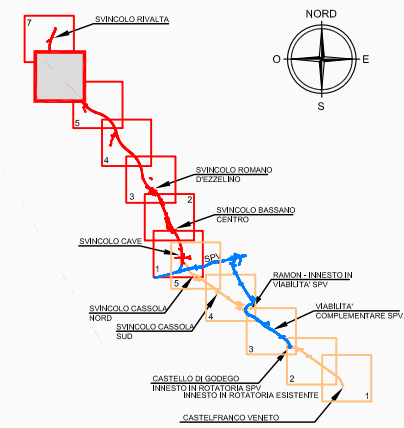 NORD
O
E
S
SVINCOLO RIVALTA
7
5
4
3
2
1
SVINCOLO ROMANO
D'EZZELINO
SVINCOLO BASSANO
CENTRO
SVINCOLO CAVE
SPV
5
4
3
2
1
RAMON - INNESTO IN
VIABILITA' SPV
SVINCOLO CASSOLA
NORD
SVINCOLO CASSOLA
SUD
VIABILITA'
COMPLEMENTARE SPV
CASTELLO DI GODEGO
INNESTO IN ROTATORIA SPV
INNESTO IN ROTATORIA ESISTENTE
CASTELFRANCO VENETO